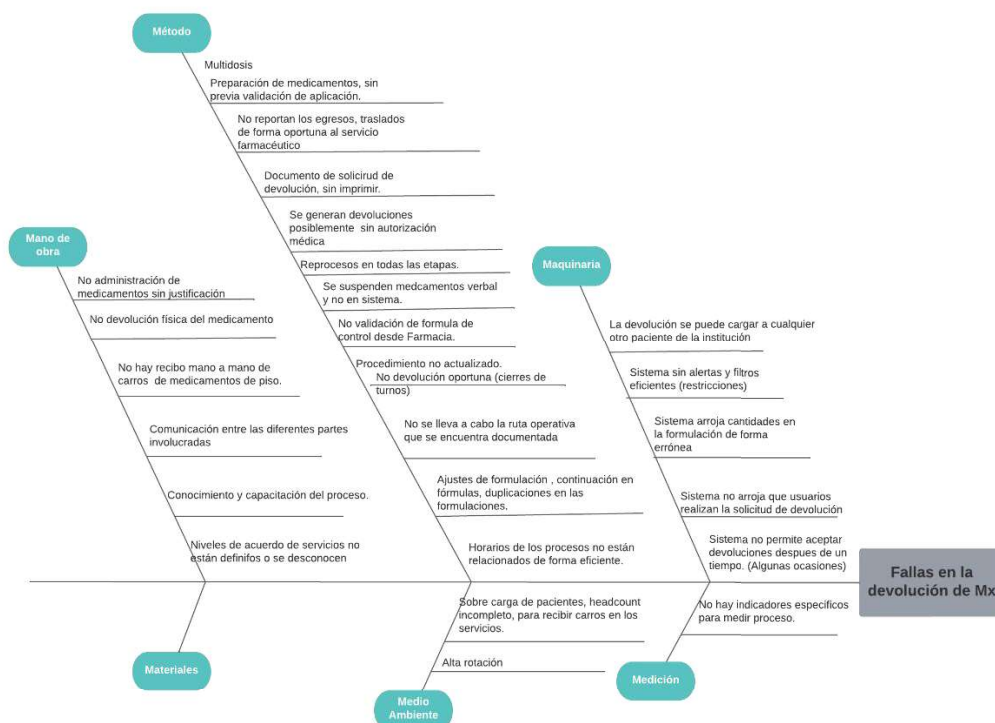 Método
Multidosis
Preparación de medicamentos, sin
previa validación de aplicación.
No reportan los egresos, traslados
de forma oportuna al servicio
farmacéutico
Documento de solicirud de
devolución, sin imprimir.
Se generan devoluciones
posiblemente sin autorización
médica
Reprocesos en todas las etapas.
Se suspenden medcamentos verbal
y no en sistema.
No validación de formula de
control desde Farmacia.
Procedimiento no actualizado.
No devolución oportuna (cierres de
turnos)
No se lleva a cabo la ruta operativa
que se encuentra documentada
Ajustes de formulación , continuación en
fórmulas, duplicaciones en las
formulaciones.
Horarios de los procesos no están
relacionados de forma eficiente.
Mano de
obra
No administración de
medicamentos sin justificación
No devolución física del medicamento
No hay recibo mano a mano de
carros de medicamentos de piso.
Comunicación entre las diferentes partes
involucradas
Conocimiento y capacitación del proceso.
Niveles de acuerdo de servicios no
están definifos o se desconocen
Maquinaria
La devolución se puede cargar a cualquier
otro paciente de la institución
Sistema sin alertas y filtros
eficientes (restricciones)
Sistema arroja cantidades en
la formulación de forma
errónea
Sistema no arroja que usuarios
realizan la solicitud de devolución
Sistema no permite aceptar
devoluciones despues de un
tiempo. (Algunas ocasiones)
Fallas en la
devolución de Mx
Sobre carga de pacientes, headcount
incompleto, para recibir carros en los
servicios.
Alta rotación
No hay indicadores especificos
para medir proceso.
Materiales
Medio
Ambiente
Medición